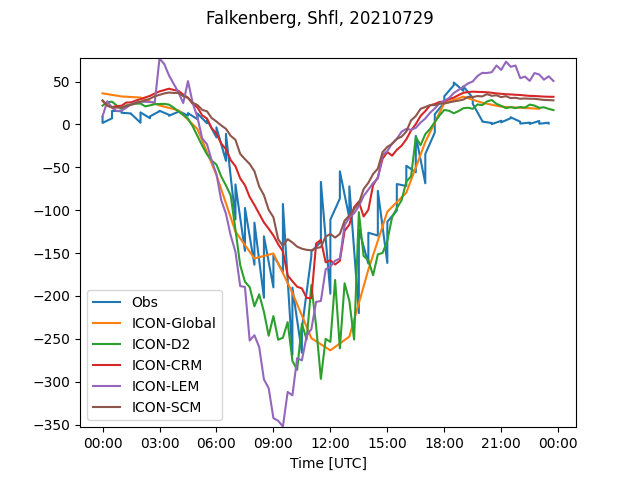 Falkenberg, Shfl, 20210729
50
0
−50
−100
−150
−200
−250
−300
−350
Obs
ICON-Global
ICON-D2
ICON-CRM
ICON-LEM
ICON-SCM
00:00 03:00 06:00 09:00 12:00 15:00 18:00 21:00 00:00
Time [UTC]